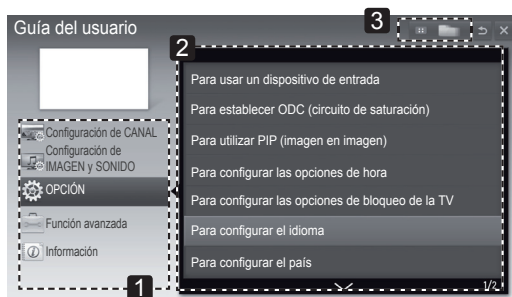 Guía del usuario
3
2
Para usar un dispositivo de entrada
Para establecer ODC (circuito de saturación)
Para utilizar PIP (imagen en imagen)
Para configurar las opciones de hora
Para configurar las opciones de bloqueo de la TV
Para configurar el idioma
Para configurar el país
1/2
Configuración de CANAL
Configuración de
IMAGEN y SONIDO
OPCIÓN
Función avanzada
Información
1